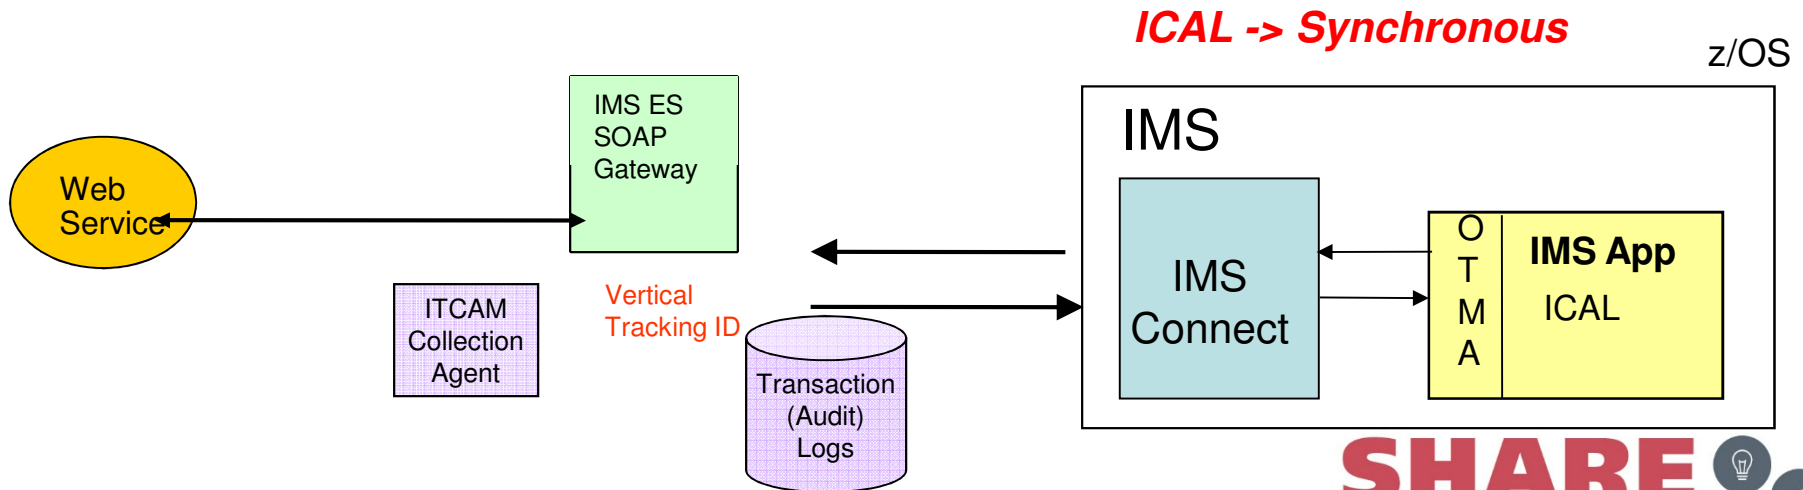 ICAL -> Synchronous
z/OS
IMS ES
SOAP
Gateway
IMS
Web
Service
O
T
M
A
IMS App
ICAL
IMS
Connect
ITCAM
Collection
Agent
Vertical
Tracking ID
Transaction
(Audit)
Logs
SHARE